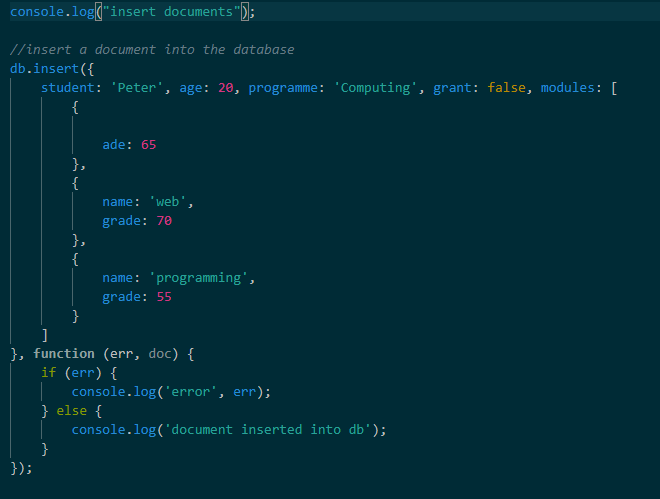 console.log("insert documents");
//insert a document into the database
db.insert({
student: 'Peter', age: 20, programme: 'Computing', grant: false, modules: [
{
ade: 65
},
{
name: 'web',
grade: 70
},
{
name: 'programming',
grade: 55
}
]
}, function (err, doc) {
if (err) {
console.log('error', err);
} else {
console.log('document inserted into db');
}
});